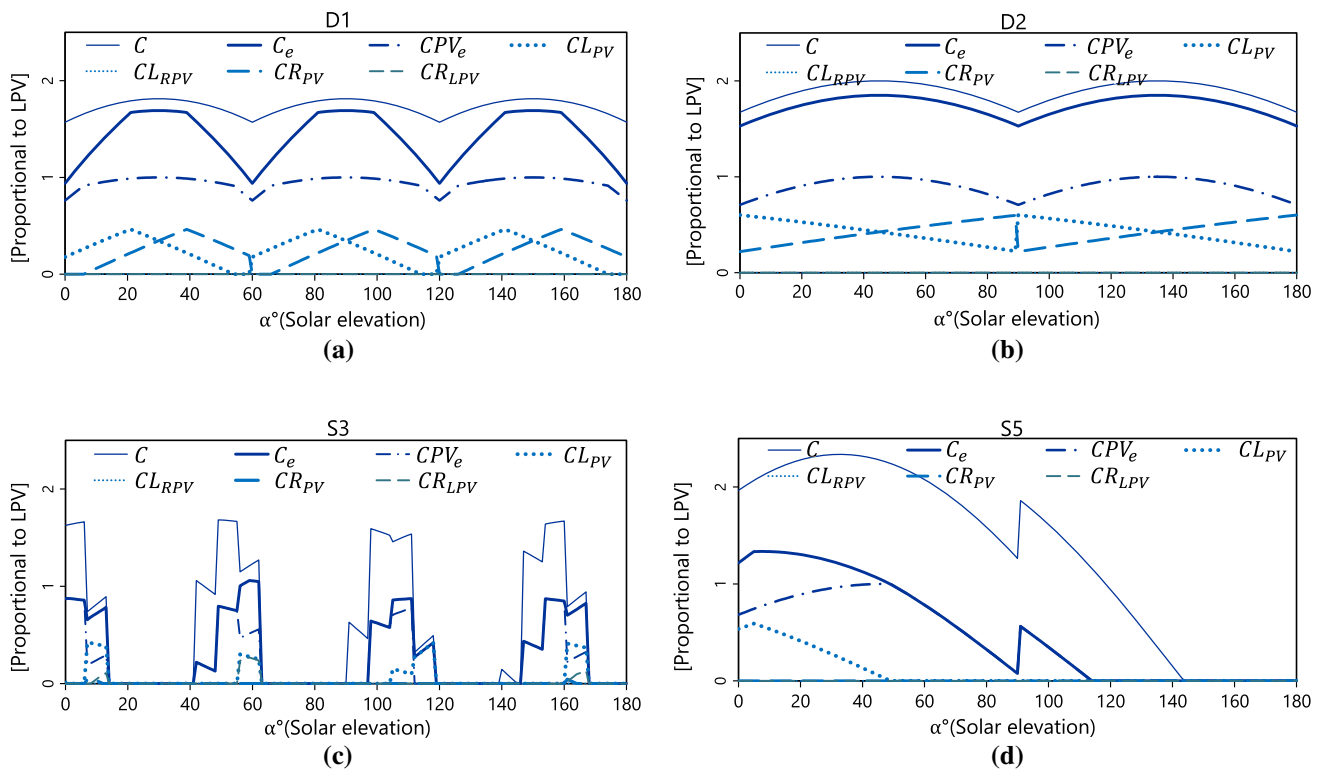 D1
C C_e CPV_e CL_PV
CL_RPV CR_PV CR_LPV
[Proportional to LPV]
2
1
0
0 20 40 60 80 100 120 140 160 180
α°(Solar elevation)
(a)
D2
C C_e CPV_e CL_PV
CL_RPV CR_PV CR_LPV
[Proportional to LPV]
2
1
0
0 20 40 60 80 100 120 140 160 180
α°(Solar elevation)
(b)
S3
C C_e CPV_e CL_PV
CL_RPV CR_PV CR_LPV
[Proportional to LPV]
2
1
0
0 20 40 60 80 100 120 140 160 180
α°(Solar elevation)
(c)
S5
C C_e CPV_e CL_PV
CL_RPV CR_PV CR_LPV
[Proportional to LPV]
2
1
0
0 20 40 60 80 100 120 140 160 180
α°(Solar elevation)
(d)